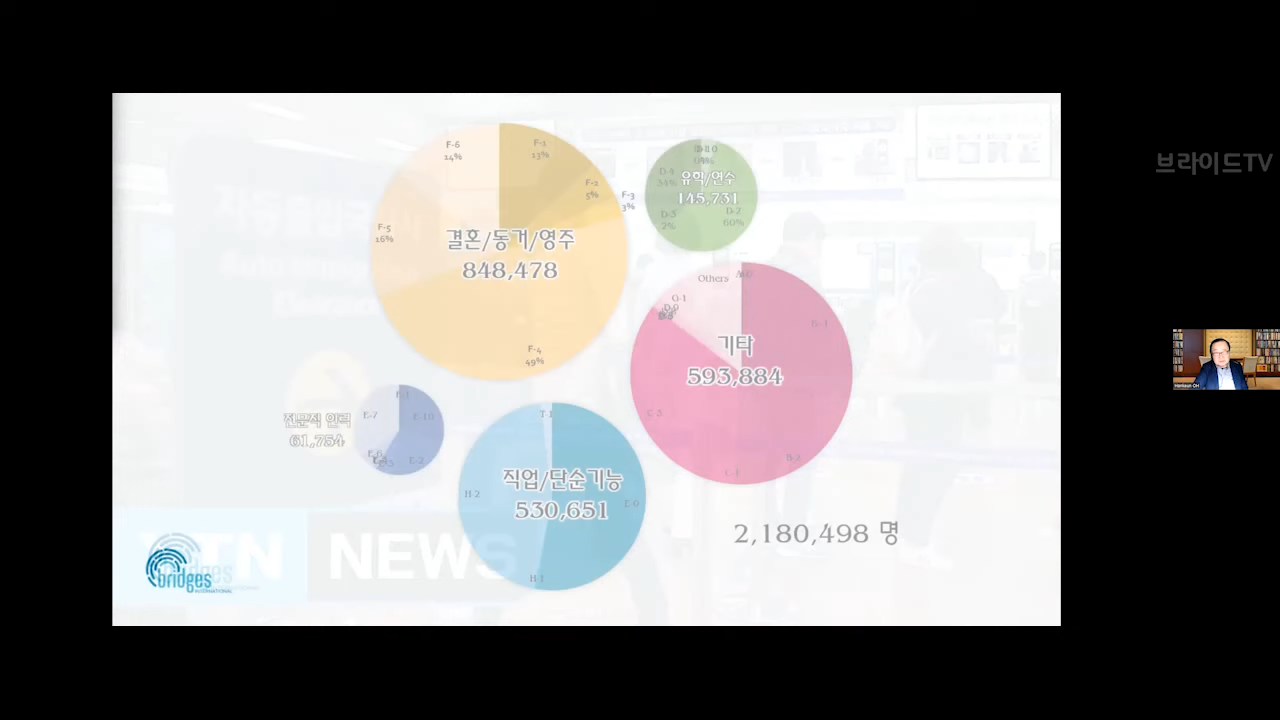 F-6
14%
F-1
13%
F-2
5%
F-3
3%
F-5
16%
결혼/동거/영주
848,478
F-4
49%
D-4
34%
유학/연수
145,731
D-3
2%
D-2
60%
Others
G-1
B-1
기타
593,884
C-3
B-2
C-1
E-1
E-7
E-10
전문직 인력
61,754
E-6
E-2
T-1
직업/단순기능
530,651
H-2
E-9
H-1
2,180,498 명
YTN NEWS
bridges
INTERNATIONAL
브라이드TV